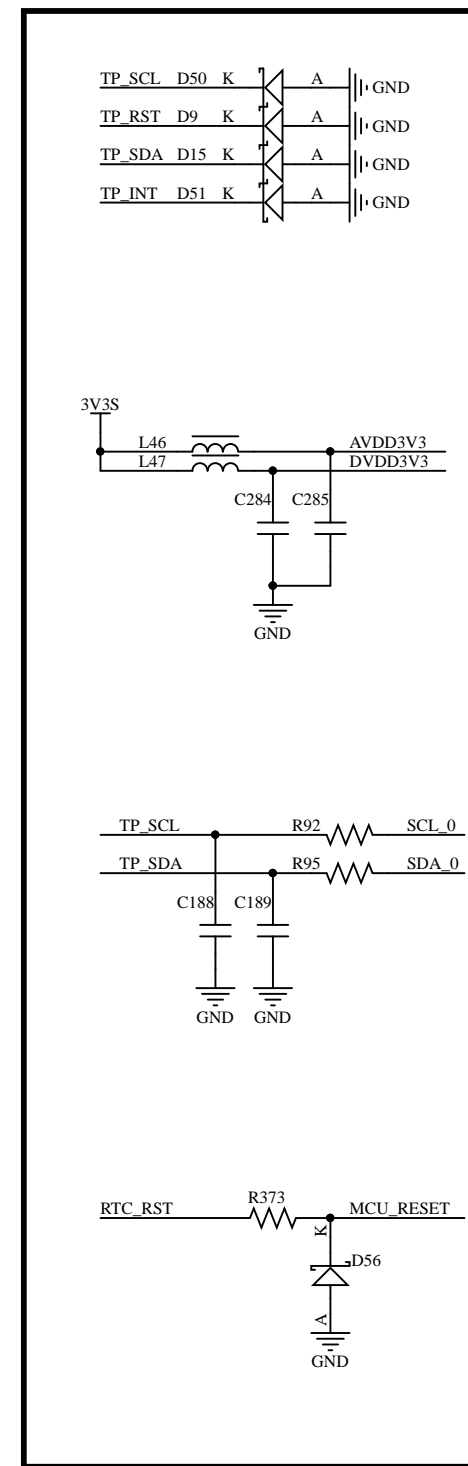 TP_SCL D50 K A GND
TP_RST D9 K A GND
TP_SDA D15 K A GND
TP_INT D51 K A GND
3V3S
L46 AVDD3V3
L47 DVDD3V3
C284 C285
GND
TP_SCL R92 SCL_0
TP_SDA R95 SDA_0
C188 C189
GND GND
R373
RTC_RST MCU_RESET
K
D56
A
GND